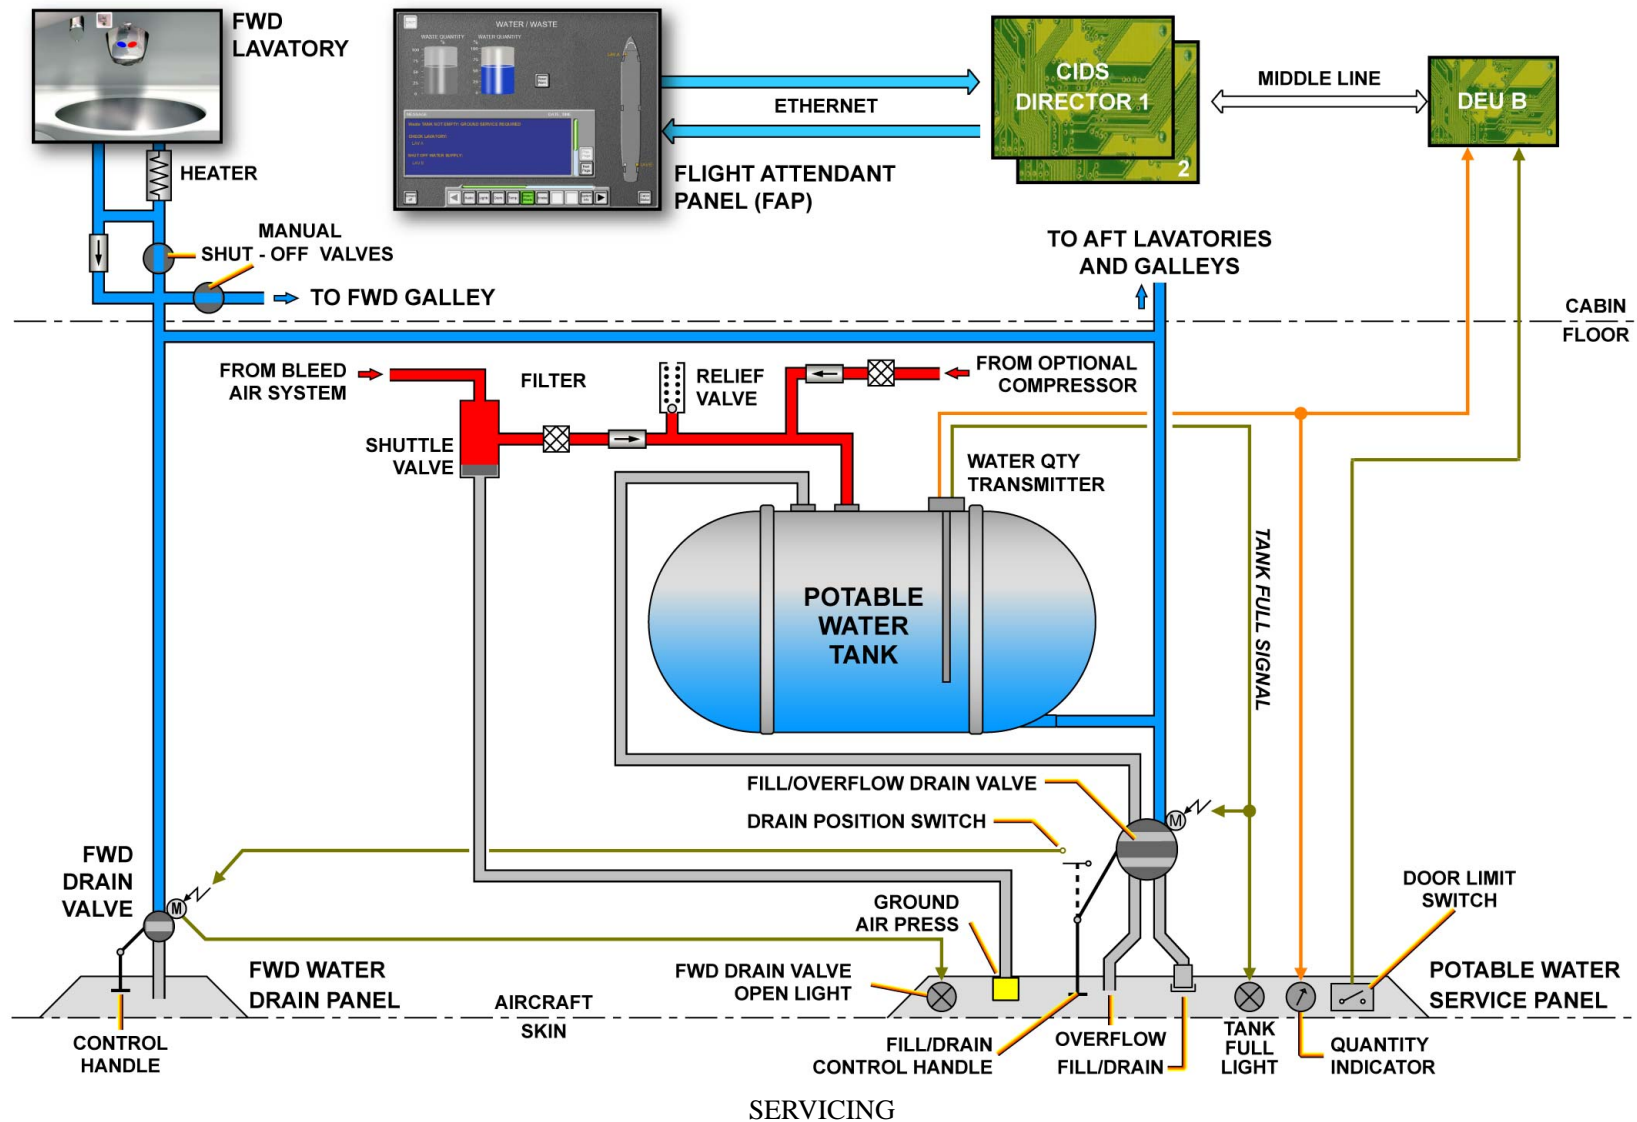 FWD
LAVATORY
WATER / WASTE
WASTE QUANTITY
WATER QUANTITY
CIDS
DIRECTOR 1
2
MIDDLE LINE
DEU B
ETHERNET
HEATER
FLIGHT ATTENDANT
PANEL (FAP)
MANUAL
SHUT - OFF VALVES
TO FWD GALLEY
TO AFT LAVATORIES
AND GALLEYS
CABIN
FLOOR
FROM BLEED
AIR SYSTEM
FILTER
RELIEF
VALVE
FROM OPTIONAL
COMPRESSOR
SHUTTLE
VALVE
WATER QTY
TRANSMITTER
TANK FULL SIGNAL
POTABLE
WATER
TANK
FILL/OVERFLOW DRAIN VALVE
DRAIN POSITION SWITCH
M
FWD
DRAIN
VALVE
M
DOOR LIMIT
SWITCH
GROUND
AIR PRESS
FWD WATER
DRAIN PANEL
FWD DRAIN VALVE
OPEN LIGHT
POTABLE WATER
SERVICE PANEL
AIRCRAFT
SKIN
CONTROL
HANDLE
FILL/DRAIN
CONTROL HANDLE
OVERFLOW
FILL/DRAIN
TANK
FULL
LIGHT
QUANTITY
INDICATOR
SERVICING